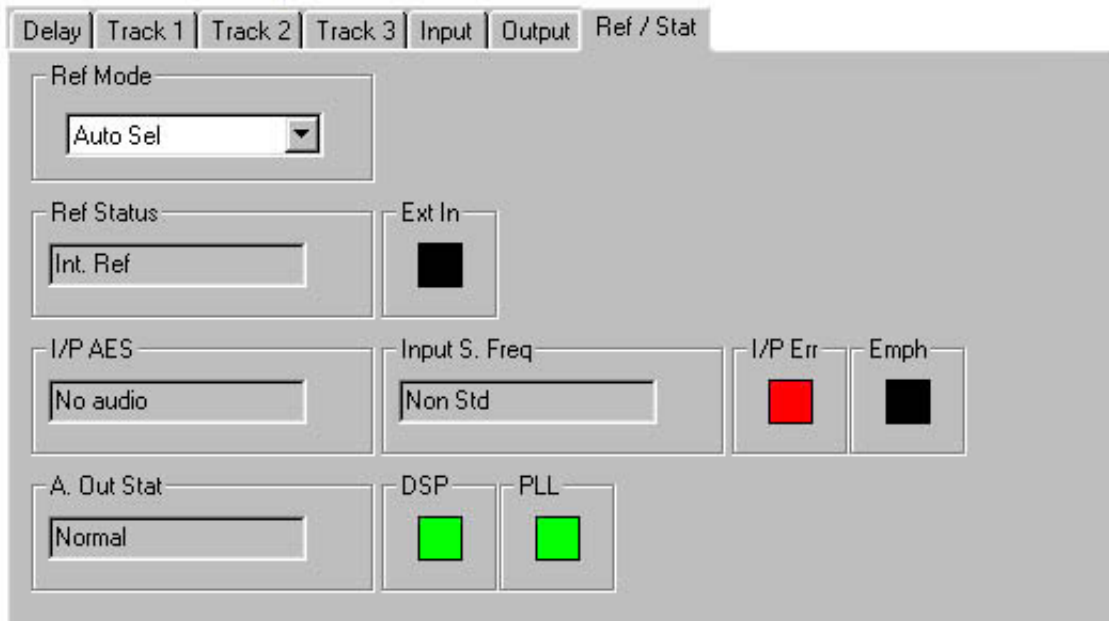 Delay Track 1 Track 2 Track 3 Input Output Ref / Stat
Ref Mode
Auto Sel
Ref Status Ext In
Int. Ref
I/P AES Input S. Freq I/P Err Emph
No audio Non Std
A. Out Stat DSP PLL
Normal